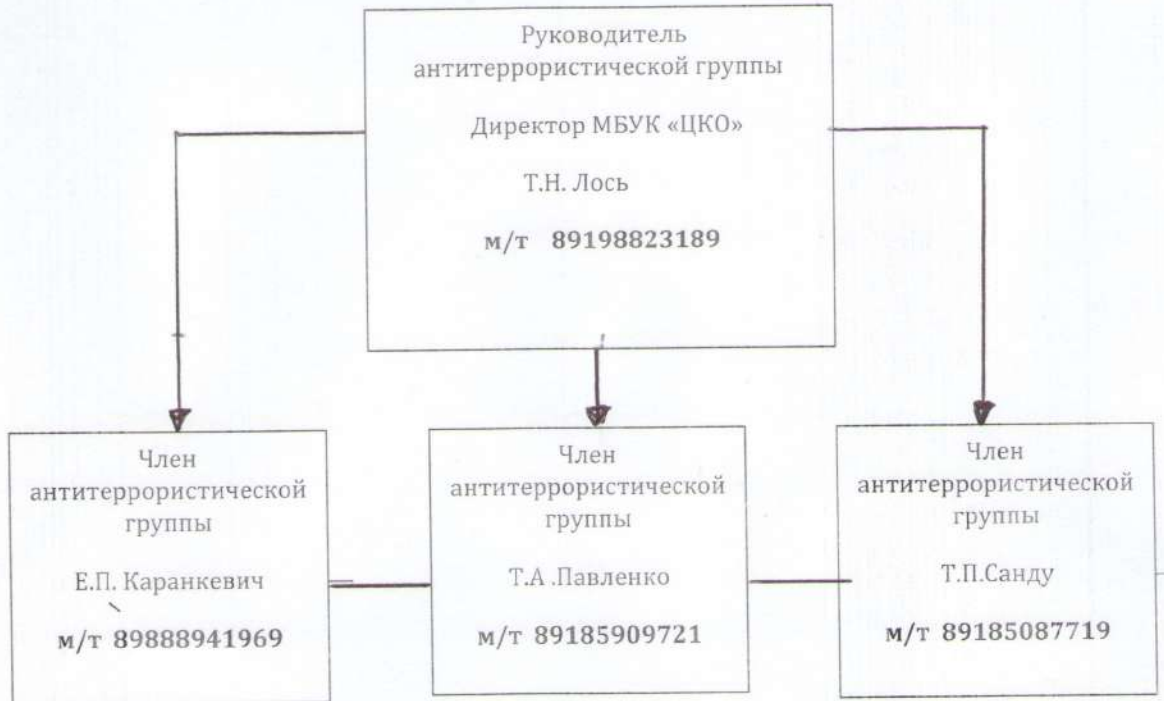 Руководитель
антитеррористической группы
Директор МБУК «ЦКО»
Т.Н. Лось
м/т 89198823189
Член
антитеррористической
группы
Е.П. Каранкевич
м/т 89888941969
Член
антитеррористической
группы
Т.А .Павленко
м/т 89185909721
Член
антитеррористической
группы
Т.П.Санду
м/т 89185087719